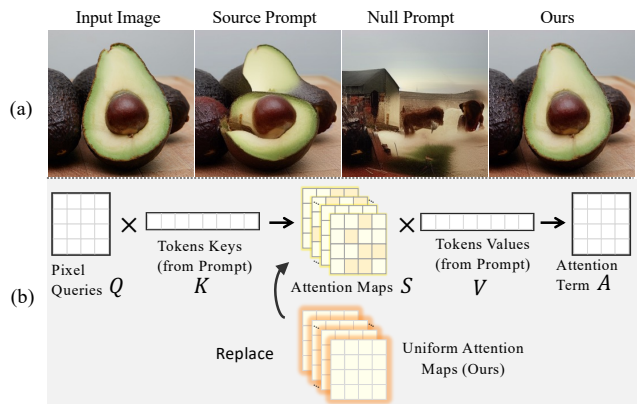 Input Image Source Prompt Null Prompt Ours
(a)
Pixel
Queries Q
Tokens Keys
(from Prompt)
K
Attention Maps S
Tokens Values
(from Prompt)
V
Attention
Term A
(b)
Replace
Uniform Attention
Maps (Ours)